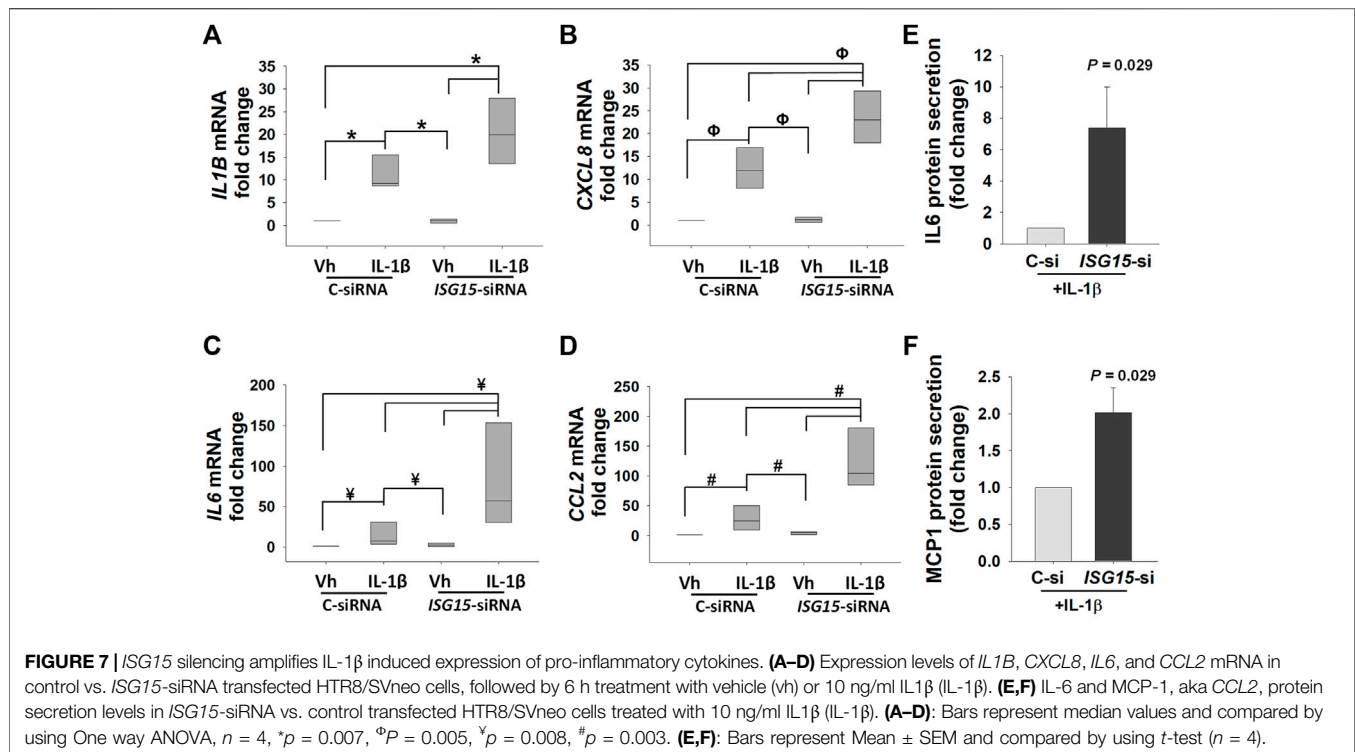 A
IL1B mRNA
fold change
35
30
25
20
15
10
5
0
*
*
*
Vh IL-1β Vh IL-1β
C-siRNA ISG15-siRNA
B
CXCL8 mRNA
fold change
35
30
25
20
15
10
5
0
Φ
Φ
Φ
Vh IL-1β Vh IL-1β
C-siRNA ISG15-siRNA
E
IL6 protein secretion
(fold change)
12
10
8
6
4
2
0
P = 0.029
C-si ISG15-si
+IL-1β
C
IL6 mRNA
fold change
200
150
100
50
0
¥
¥
¥
Vh IL-1β Vh IL-1β
C-siRNA ISG15-siRNA
D
CCL2 mRNA
fold change
250
200
150
100
50
0
#
#
#
Vh IL-1β Vh IL-1β
C-siRNA ISG15-siRNA
F
MCP1 protein secretion
(fold change)
2.5
2.0
1.5
1.0
0.5
0.0
P = 0.029
C-si ISG15-si
+IL-1β
FIGURE 7 | ISG15 silencing amplifies IL-1β induced expression of pro-inflammatory cytokines. (A–D) Expression levels of IL1B, CXCL8, IL6, and CCL2 mRNA in
control vs. ISG15-siRNA transfected HTR8/SVneo cells, followed by 6 h treatment with vehicle (vh) or 10 ng/ml IL1β (IL-1β). (E,F) IL-6 and MCP-1, aka CCL2, protein
secretion levels in ISG15-siRNA vs. control transfected HTR8/SVneo cells treated with 10 ng/ml IL1β (IL-1β). (A–D): Bars represent median values and compared by
using One way ANOVA, n = 4, *p = 0.007, ΦP = 0.005, ¥p = 0.008, #p = 0.003. (E,F): Bars represent Mean ± SEM and compared by using t-test (n = 4).